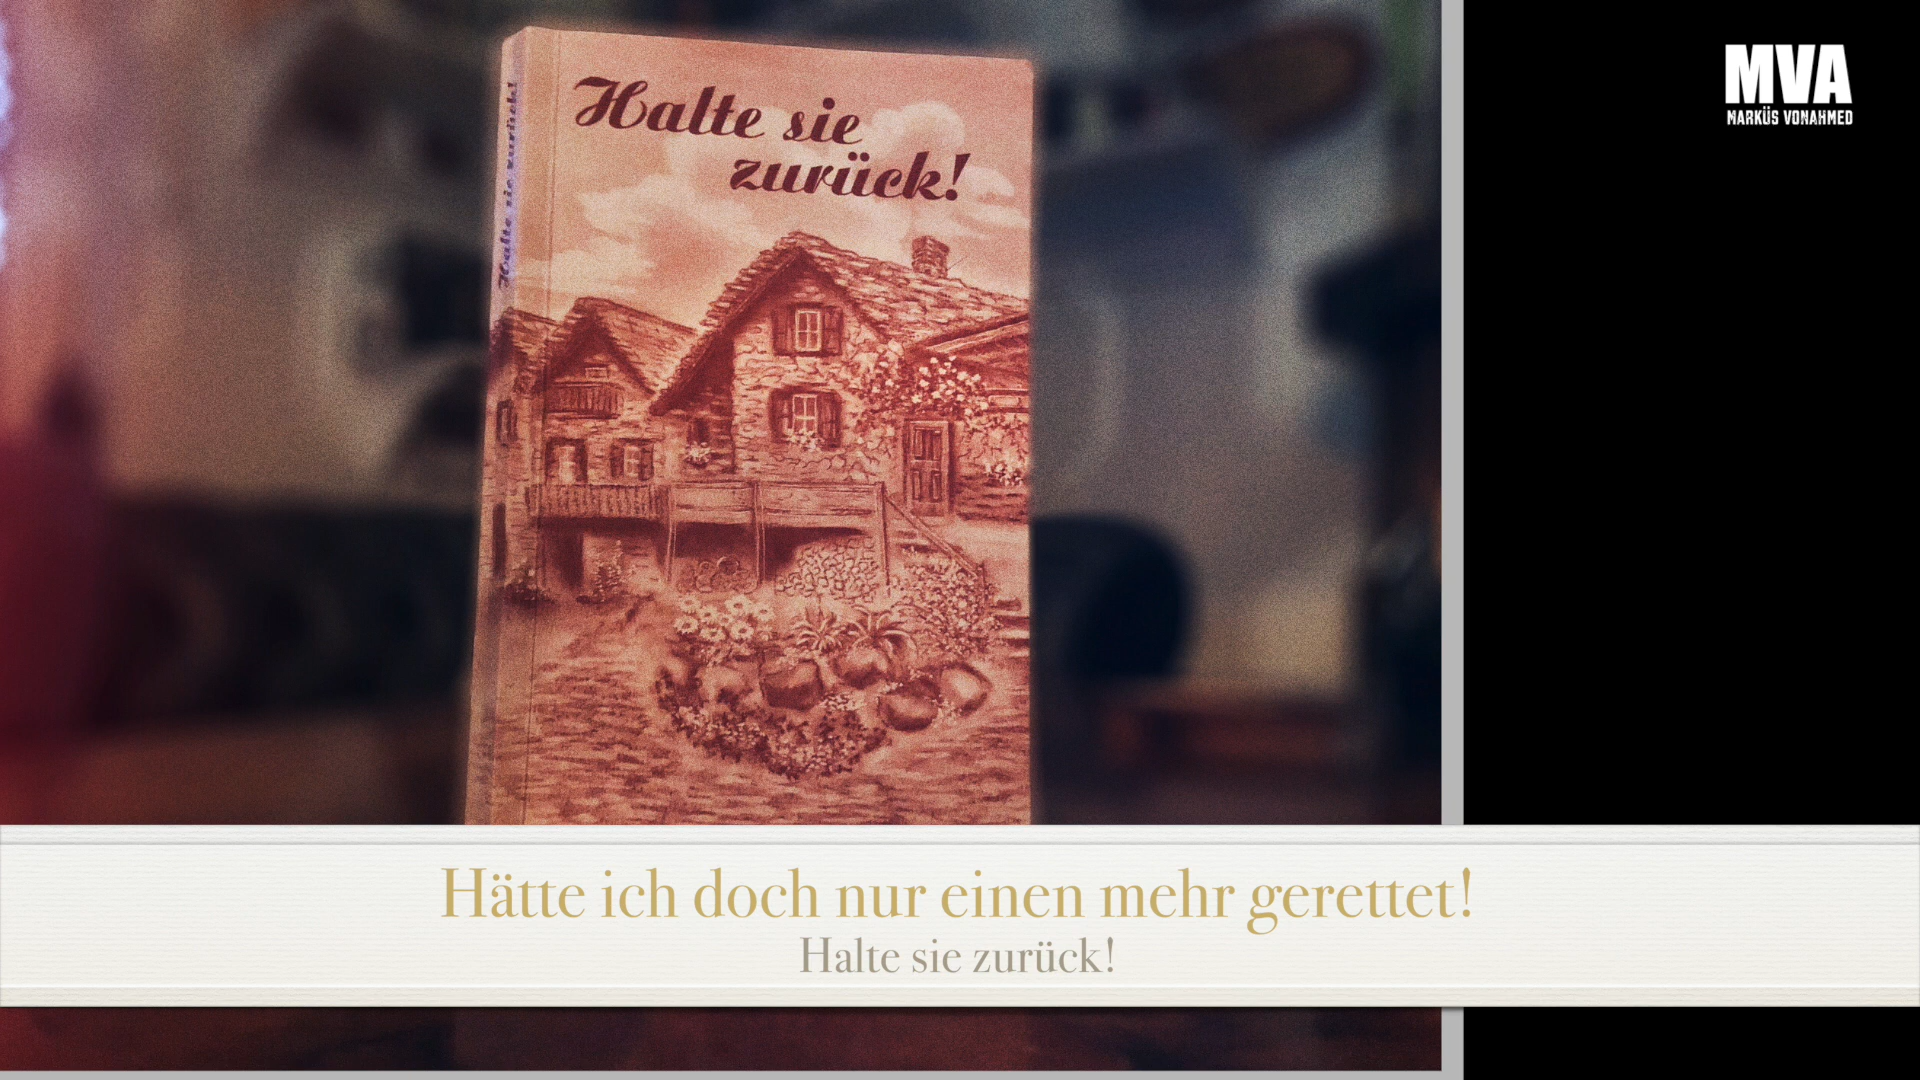 MVA
MARKÜS VONAHMED
Halte sie
zurück!
Halte sie zurück!
Hätte ich doch nur einen mehr gerettet!
Halte sie zurück!